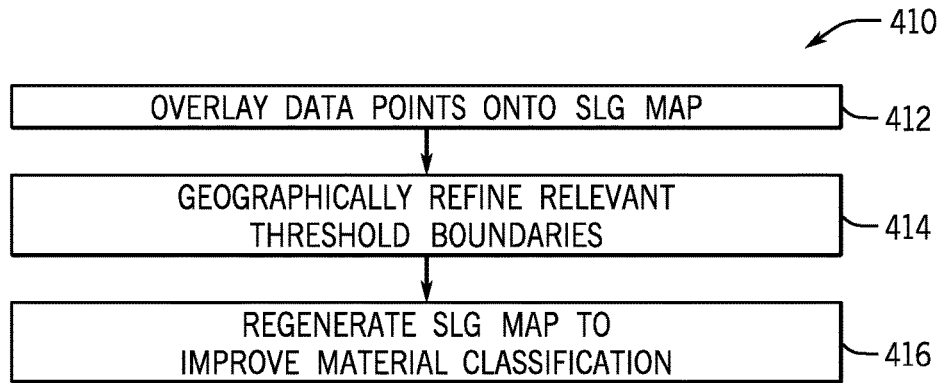 410
OVERLAY DATA POINTS ONTO SLG MAP
412
GEOGRAPHICALLY REFINE RELEVANT
THRESHOLD BOUNDARIES
414
REGENERATE SLG MAP TO
IMPROVE MATERIAL CLASSIFICATION
416